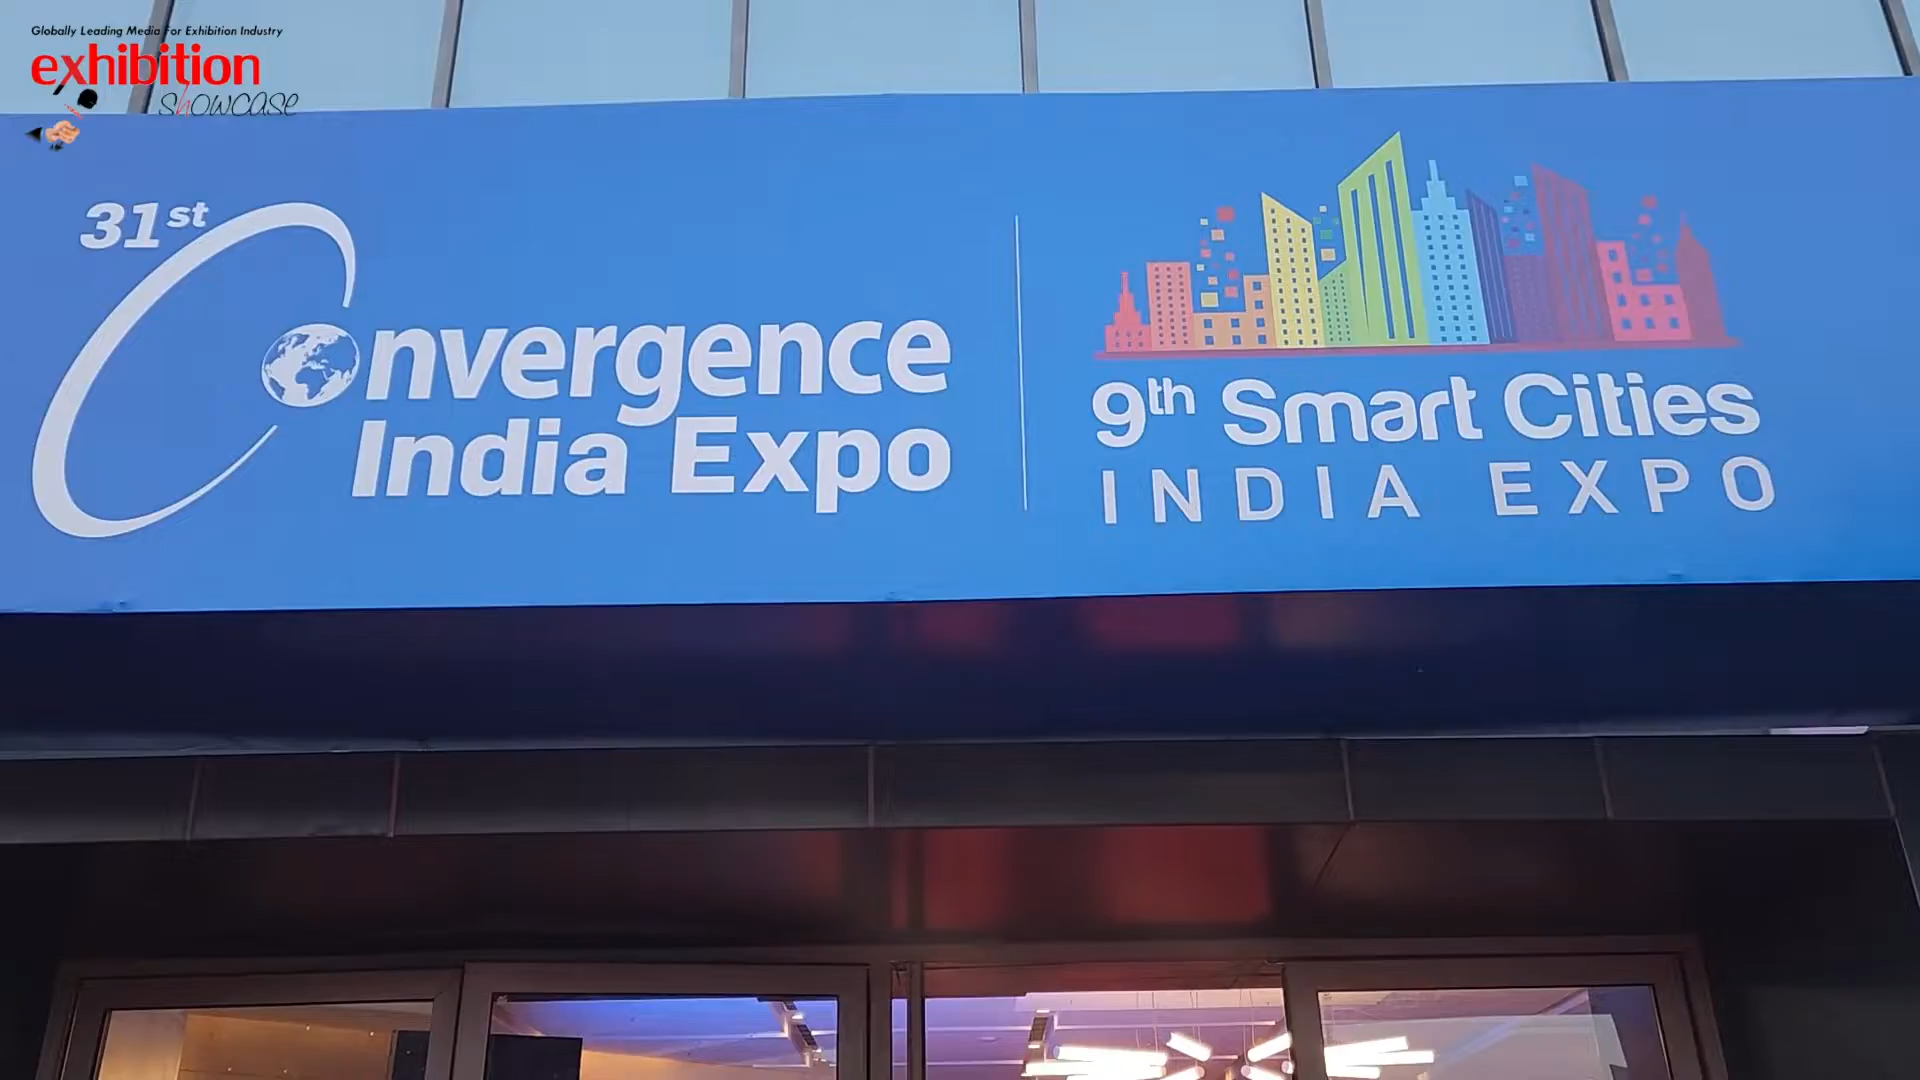 Globally Leading Media For Exhibition Industry
exhibition
showcase
31st
Convergence
India Expo
9th Smart Cities
INDIA EXPO